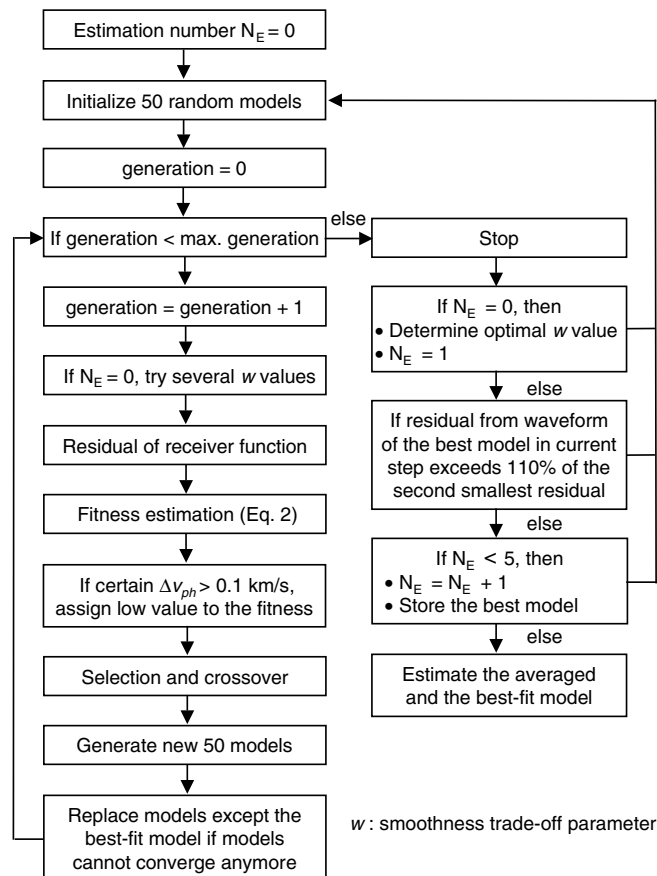 Estimation number N_E = 0
Initialize 50 random models
generation = 0
If generation < max. generation
generation = generation + 1
If N_E = 0, try several w values
Residual of receiver function
Fitness estimation (Eq. 2)
If certain Δv_ph > 0.1 km/s,
assign low value to the fitness
Selection and crossover
Generate new 50 models
Replace models except the
best-fit model if models
cannot converge anymore
else
Stop
If N_E = 0, then
• Determine optimal w value
• N_E = 1
else
If residual from waveform
of the best model in current
step exceeds 110% of the
second smallest residual
else
If N_E < 5, then
• N_E = N_E + 1
• Store the best model
else
Estimate the averaged
and the best-fit model
w : smoothness trade-off parameter